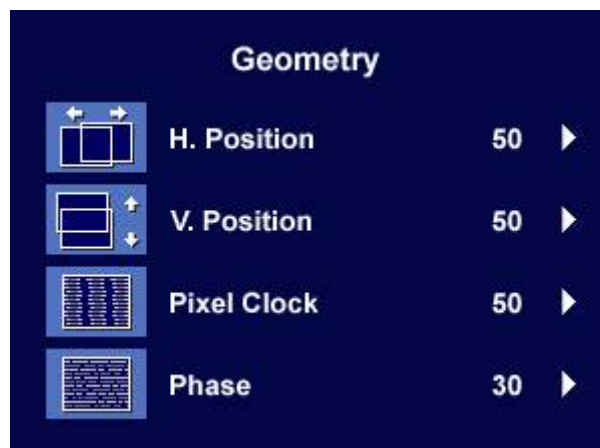 Geometry
H. Position 50
V. Position 50
Pixel Clock 50
Phase 30